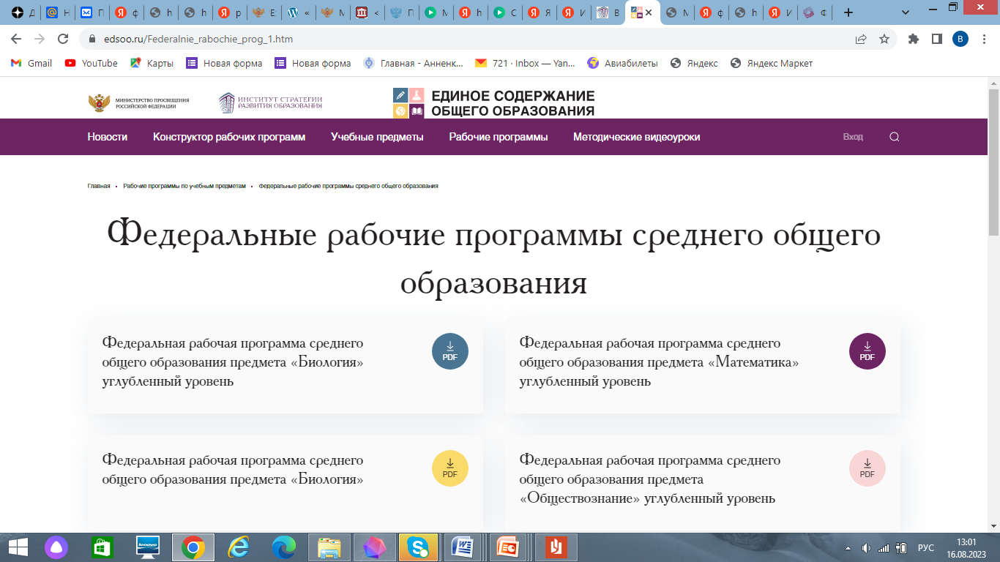 Д Н П ф h h р Е « М « П М h С Я И В М ф h И Ф
edsoo.ru/Federalnie_rabochie_prog_1.htm
В
Gmail YouTube Карты Новая форма Новая форма Главная - Анненк... 721 · Inbox — Yan... Авиабилеты Яндекс Яндекс Маркет
МИНИСТЕРСТВО ПРОСВЕЩЕНИЯ
РОССИЙСКОЙ ФЕДЕРАЦИИ
ИНСТИТУТ СТРАТЕГИИ
РАЗВИТИЯ ОБРАЗОВАНИЯ
ЕДИНОЕ СОДЕРЖАНИЕ
ОБЩЕГО ОБРАЗОВАНИЯ
Новости Конструктор рабочих программ Учебные предметы Рабочие программы Методические видеоуроки Вход
Главная • Рабочие программы по учебным предметам • Федеральные рабочие программы среднего общего образования
Федеральные рабочие программы среднего общего
образования
Федеральная рабочая программа среднего
общего образования предмета «Биология»
углубленный уровень
PDF
Федеральная рабочая программа среднего
общего образования предмета «Математика»
углубленный уровень
PDF
Федеральная рабочая программа среднего
общего образования предмета «Биология»
PDF
Федеральная рабочая программа среднего
общего образования предмета
«Обществознание» углубленный уровень
PDF
lenovo
РУС
13:01
16.08.2023